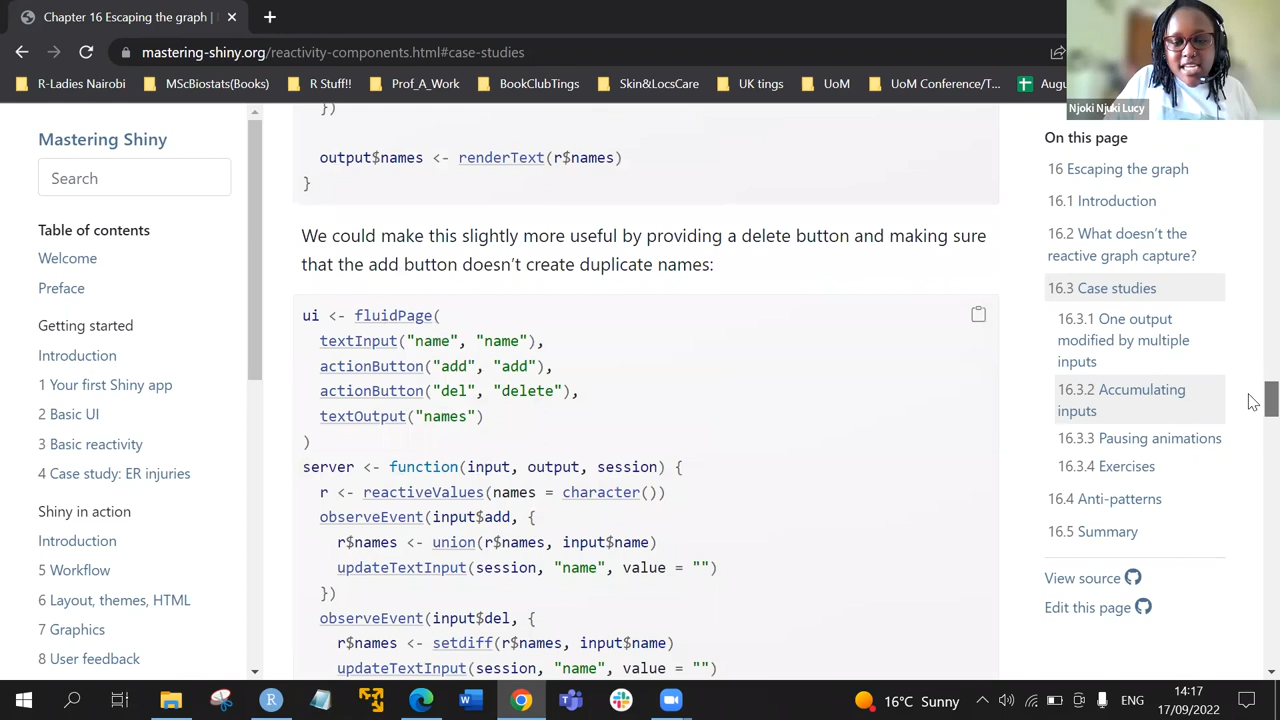 Chapter 16 Escaping the graph |
mastering-shiny.org/reactivity-components.html#case-studies
R-Ladies Nairobi
MScBiostats(Books)
R Stuff!!
Prof_A_Work
BookClubTings
Skin&LocsCare
UK tings
UoM
UoM Conference/T...
Augu
Njoki Njuki Lucy
Mastering Shiny
Search
Table of contents
Welcome
Preface
Getting started
Introduction
1 Your first Shiny app
2 Basic UI
3 Basic reactivity
4 Case study: ER injuries
Shiny in action
Introduction
5 Workflow
6 Layout, themes, HTML
7 Graphics
8 User feedback
})
output$names <- renderText(r$names)
}
We could make this slightly more useful by providing a delete button and making sure
that the add button doesn’t create duplicate names:
ui <- fluidPage(
textInput("name", "name"),
actionButton("add", "add"),
actionButton("del", "delete"),
textOutput("names")
)
server <- function(input, output, session) {
r <- reactiveValues(names = character())
observeEvent(input$add, {
r$names <- union(r$names, input$name)
updateTextInput(session, "name", value = "")
})
observeEvent(input$del, {
r$names <- setdiff(r$names, input$name)
updateTextInput(session, "name", value = "")
On this page
16 Escaping the graph
16.1 Introduction
16.2 What doesn’t the
reactive graph capture?
16.3 Case studies
16.3.1 One output
modified by multiple
inputs
16.3.2 Accumulating
inputs
16.3.3 Pausing animations
16.3.4 Exercises
16.4 Anti-patterns
16.5 Summary
View source
Edit this page
16°C Sunny
ENG
14:17
17/09/2022